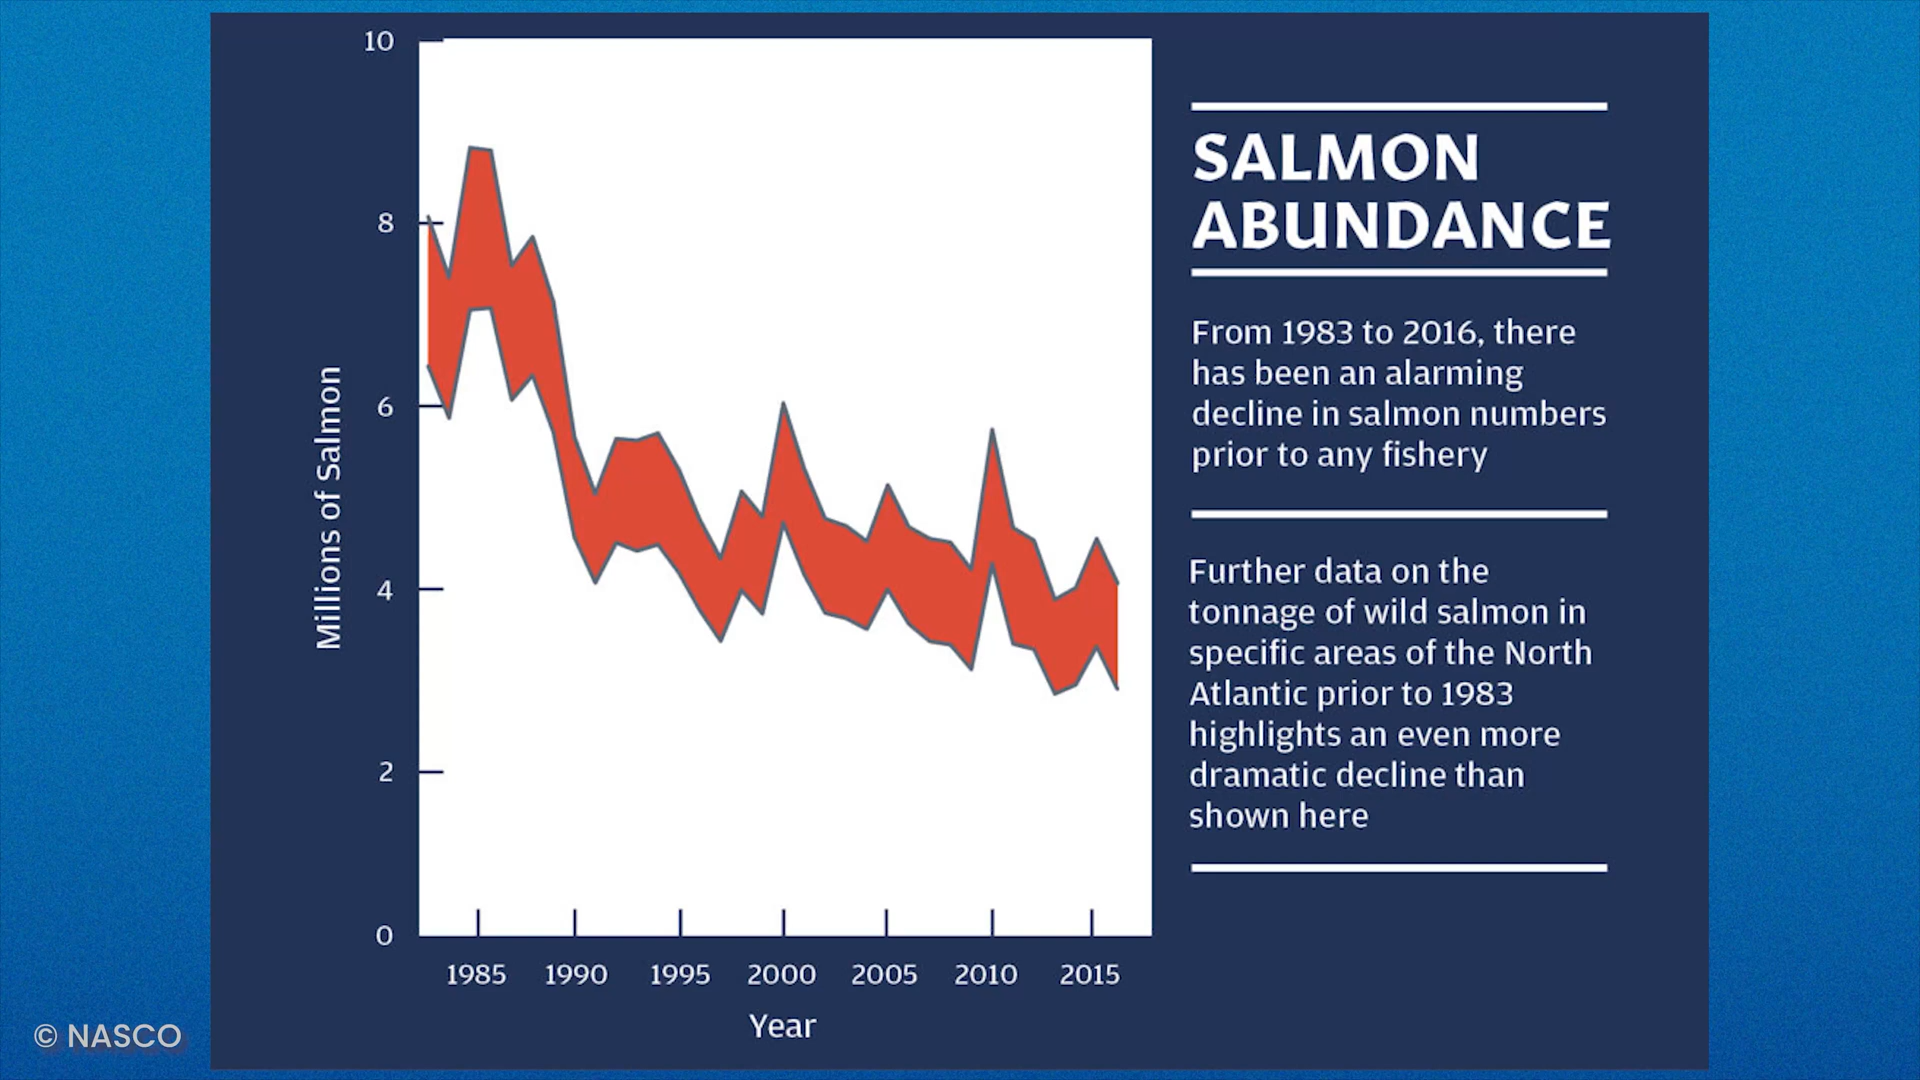 10
8
6
4
2
0
Millions of Salmon
1985 1990 1995 2000 2005 2010 2015
Year
SALMON
ABUNDANCE
From 1983 to 2016, there
has been an alarming
decline in salmon numbers
prior to any fishery
Further data on the
tonnage of wild salmon in
specific areas of the North
Atlantic prior to 1983
highlights an even more
dramatic decline than
shown here
© NASCO